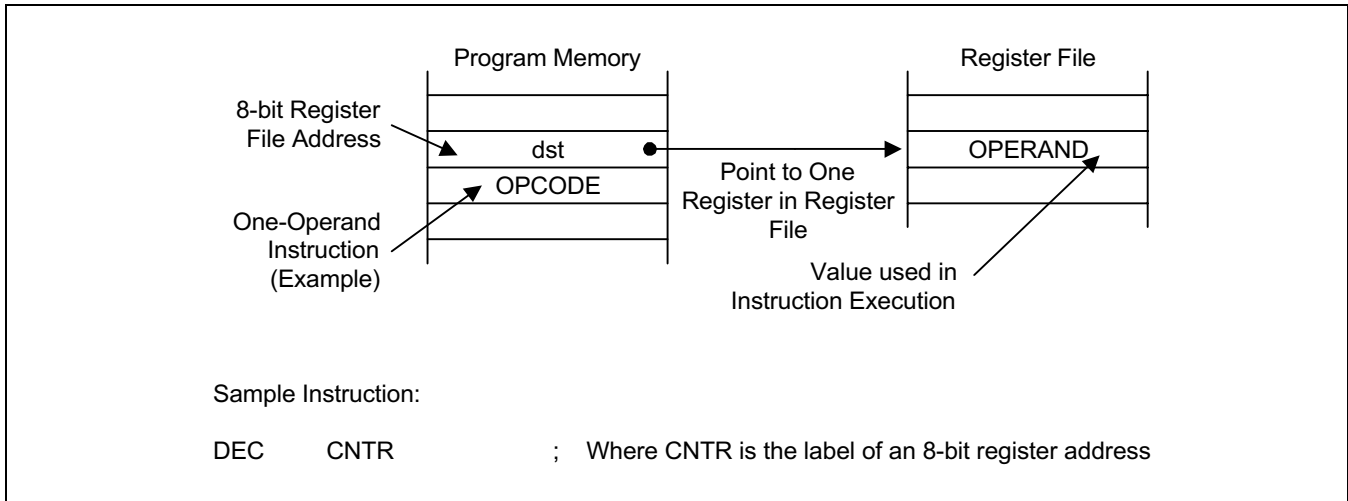 Program Memory
Register File
8-bit Register
File Address
dst
OPERAND
OPCODE
Point to One
Register in Register
File
One-Operand
Instruction
(Example)
Value used in
Instruction Execution
Sample Instruction:
DEC CNTR ; Where CNTR is the label of an 8-bit register address